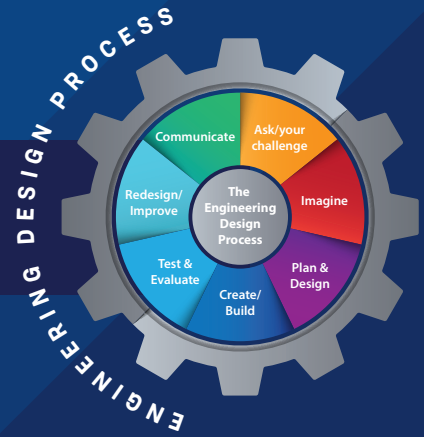 ENGINEERING DESIGN PROCESS
The
Engineering
Design
Process
Ask/your
challenge
Imagine
Plan &
Design
Create/
Build
Test &
Evaluate
Redesign/
Improve
Communicate